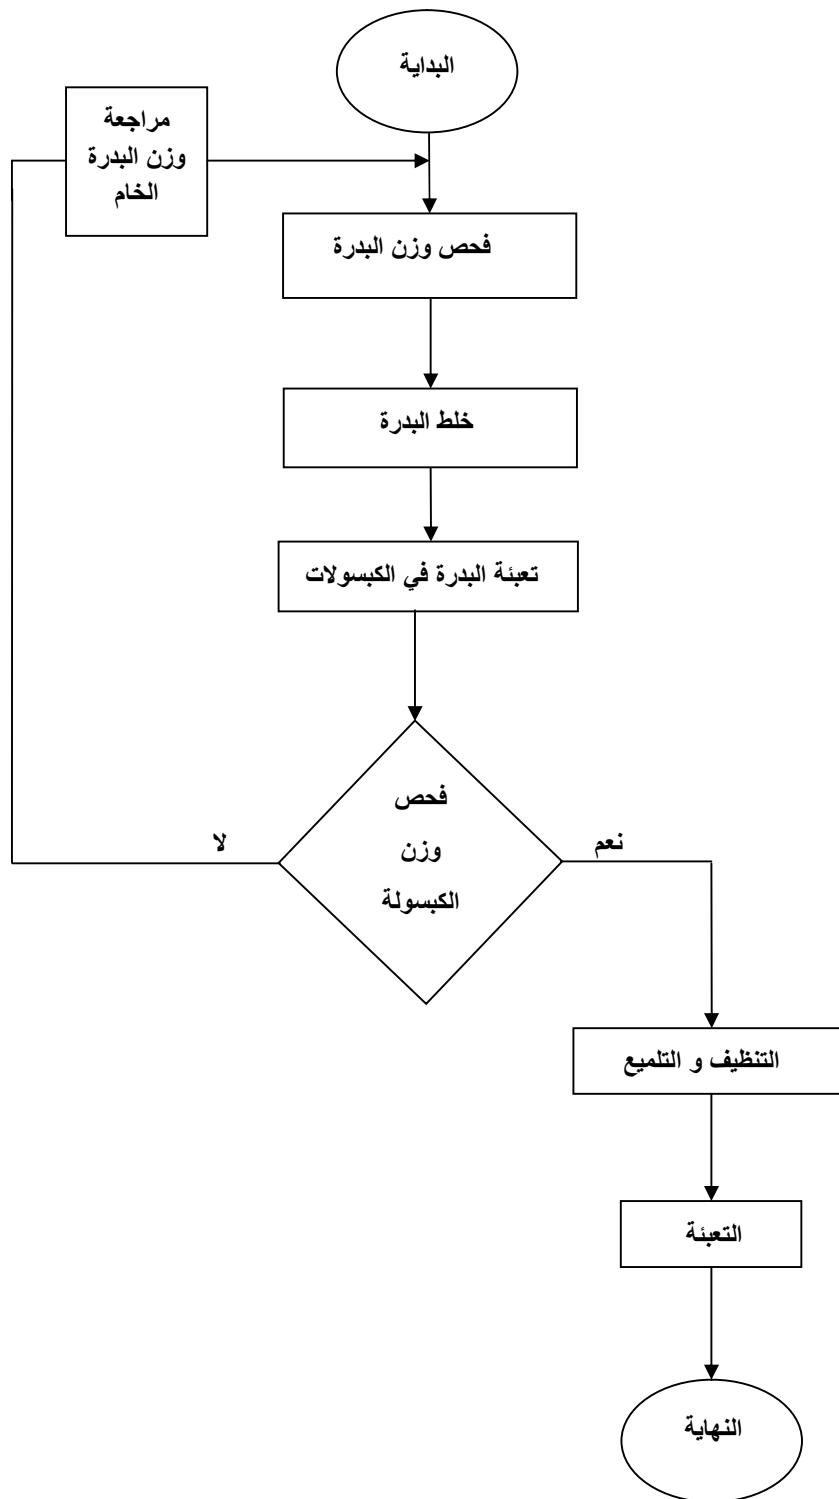 البداية
مراجعة
وزن البدرة
الخام
فحص وزن البدرة
خلط البدرة
تعبئة البدرة في الكبسولات
فحص
وزن
الكبسولة
نعم
لا
التنظيف و التلميع
التعبئة
النهاية